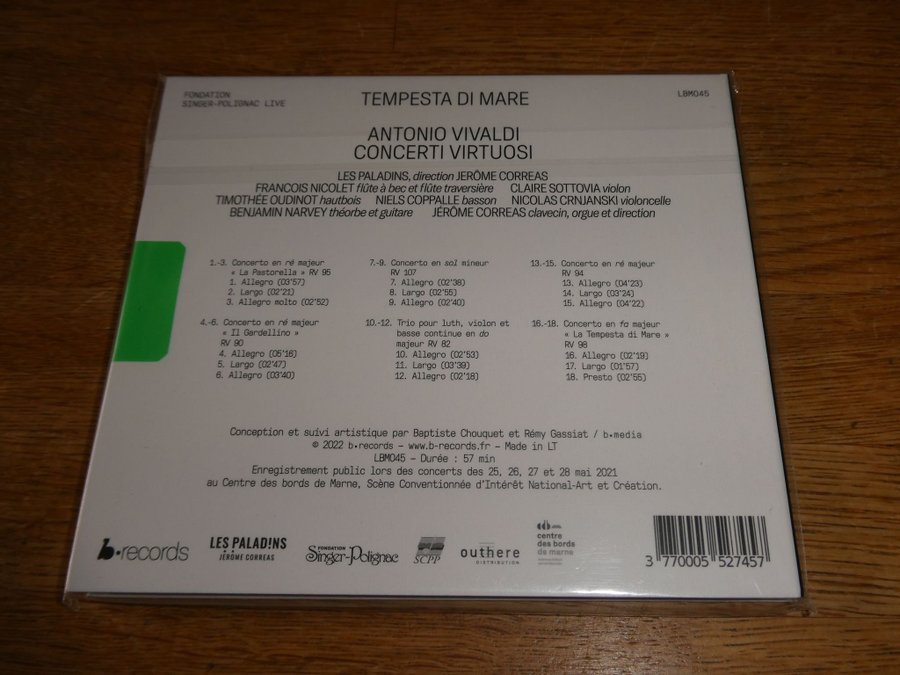 FONDATION
SINGER-POLIGNAC LIVE
TEMPESTA DI MARE
LBM045
ANTONIO VIVALDI
CONCERTI VIRTUOSI
LES PALADINS, direction JERÔME CORREAS
FRANCOIS NICOLET flûte à bec et flûte traversière CLAIRE SOTTOVIA violon
TIMOTHÉE OUDINOT hautbois NIELS COPPALLE basson NICOLAS CRNJANSKI violoncelle
BENJAMIN NARVEY théorbe et guitare JÉRÔME CORREAS clavecin, orgue et direction
1.-3. Concerto en ré majeur
« La Pastorella » RV 95
1. Allegro (03'57)
2. Largo (02'21)
3. Allegro molto (02'52)
4.-6. Concerto en ré majeur
« Il Gardellino »
RV 90
4. Allegro (05'16)
5. Largo (02'47)
6. Allegro (03'40)
7.-9. Concerto en sol mineur
RV 107
7. Allegro (02'38)
8. Largo (02'55)
9. Allegro (02'40)
10.-12. Trio pour luth, violon et
basse continue en do
majeur RV 82
10. Allegro (02'53)
11. Largo (03'39)
12. Allegro (02'18)
13.-15. Concerto en ré majeur
RV 94
13. Allegro (04'23)
14. Largo (03'24)
15. Allegro (04'22)
16.-18. Concerto en fa majeur
« La Tempesta di Mare »
RV 98
16. Allegro (02'19)
17. Largo (01'57)
18. Presto (02'55)
Conception et suivi artistique par Baptiste Chouquet et Rémy Gassiat / b•media
© 2022 b•records – www.b-records.fr – Made in LT
LBM045 – Durée : 57 min
Enregistrement public lors des concerts des 25, 26, 27 et 28 mai 2021
au Centre des bords de Marne, Scène Conventionnée d'Intérêt National-Art et Création.
b•records
LES PALADINS
JÉRÔME CORREAS
FONDATION
Singer-Polignac
SCPP
outhere
DISTRIBUTION
centre
des bords
de marne
3 770005 527457